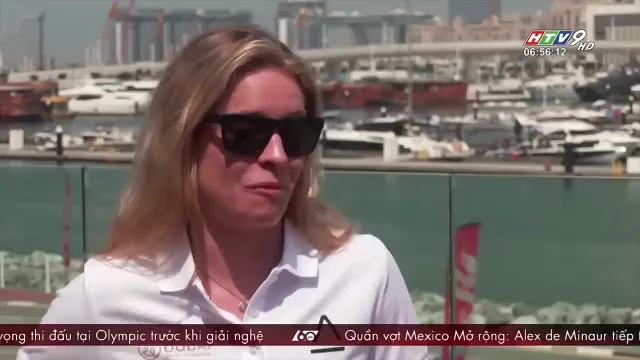 HTV9 HD
06:56:12
vọng thi đấu tại Olympic trước khi giải nghệ
Quần vợt Mexico Mở rộng: Alex de Minaur tiếp